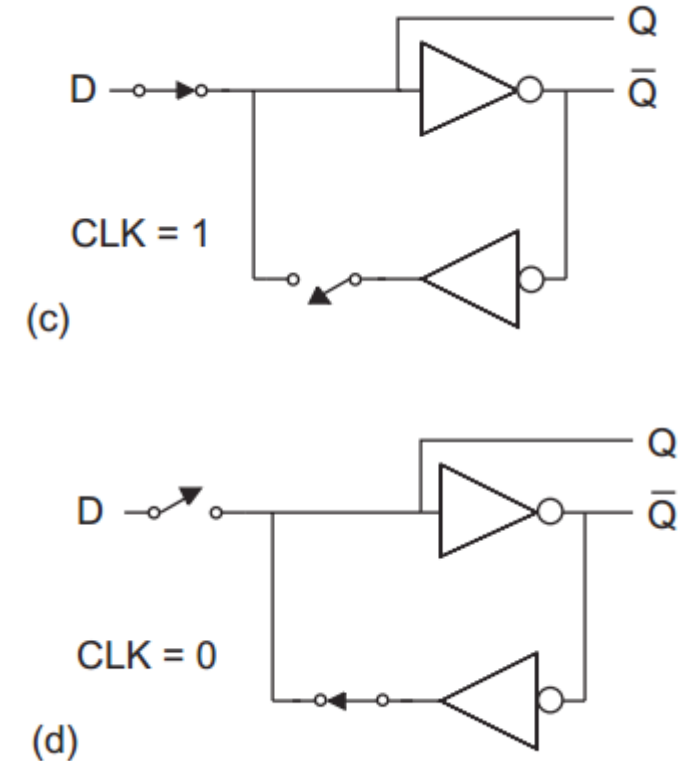 Q
D Q̅
CLK = 1
(c)
Q
D Q̅
CLK = 0
(d)